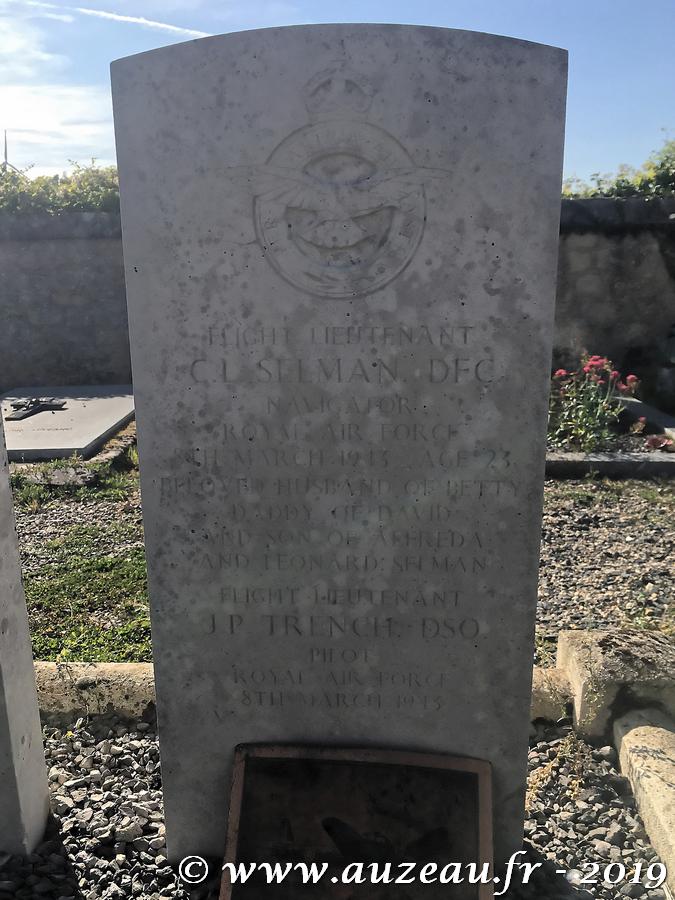 FLIGHT LIEUTENANT
C.L. SELMAN, DFC
NAVIGATOR
ROYAL AIR FORCE
8TH MARCH 1943 AGE 23
BELOVED HUSBAND OF BETTY
DADDY OF DAVID
AND SON OF ALFREDA
AND LEONARD SELMAN
FLIGHT LIEUTENANT
J.P. TRENCH, DSO
PILOT
ROYAL AIR FORCE
8TH MARCH 1943
© www.auzeau.fr - 2019 ®